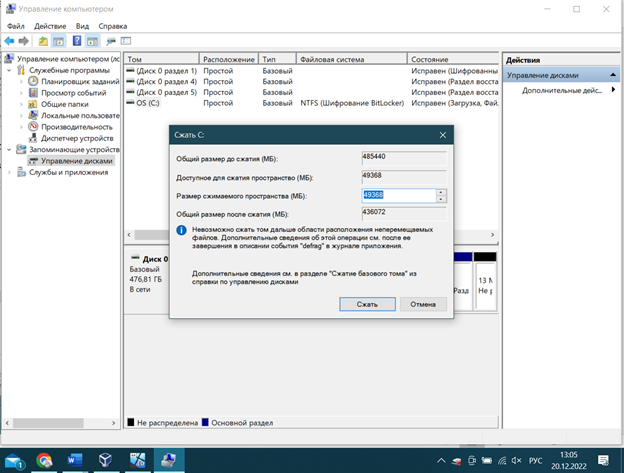 Управление компьютером
Файл Действие Вид Справка
Управление компьютером (лс
Служебные программы
Планировщик заданий
Просмотр событий
Общие папки
Локальные пользовате
Производительность
Диспетчер устройств
Запоминающие устройств
Управление дисками
Службы и приложения
Том Расположение Тип Файловая система Состояние
(Диск 0 раздел 1) Простой Базовый Исправен (Шифрованны
(Диск 0 раздел 4) Простой Базовый Исправен (Раздел восста
(Диск 0 раздел 5) Простой Базовый Исправен (Раздел восста
OS (C:) Простой Базовый NTFS (Шифрование BitLocker) Исправен (Загрузка, Фай.
Действия
Управление дисками
Дополнительные дейс...
Сжать C:
Общий размер до сжатия (МБ): 485440
Доступное для сжатия пространство (МБ): 49368
Размер сжимаемого пространства (МБ): 49368
Общий размер после сжатия (МБ): 436072
Невозможно сжать том дальше области расположения неперемещаемых
файлов. Дополнительные сведения об этой операции см. после ее
завершения в описании события "defrag" в журнале приложения.
Дополнительные сведения см. в разделе "Сжатие базового тома" из
справки по управлению дисками
Сжать Отмена
Диск 0
Базовый
476,81 ГБ
В сети
Разд
13 М
Не р
Не распределена Основной раздел
1
РУС
13:05
20.12.2022